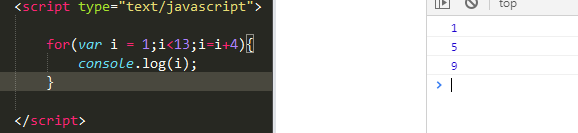 <script type="text/javascript">
top
for(var i = 1;i<13;i=i+4){
console.log(i);
}
</script>
1
5
9
>